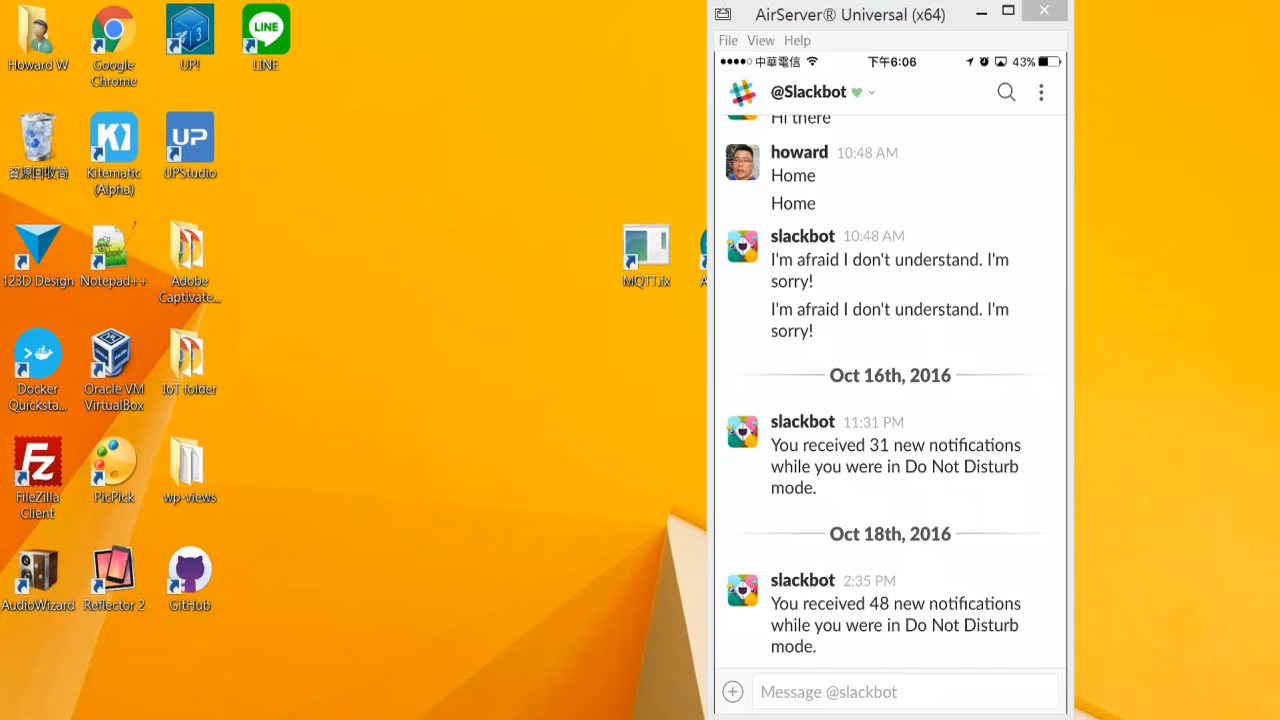 Howard W
Google
Chrome
UP!
LINE
資源回收筒
Kitematic
(Alpha)
UPStudio
123D Design
Notepad++
Adobe
Captivate...
Docker
Quicksta...
Oracle VM
VirtualBox
IoT folder
FileZilla
Client
PicPick
wp-views
AudioWizard
Reflector 2
GitHub
MQTT.fx
A
AirServer® Universal (x64)
File View Help
中華電信 下午6:06 43%
@Slackbot
Hi there
howard 10:48 AM
Home
Home
slackbot 10:48 AM
I'm afraid I don't understand. I'm
sorry!
I'm afraid I don't understand. I'm
sorry!
Oct 16th, 2016
slackbot 11:31 PM
You received 31 new notifications
while you were in Do Not Disturb
mode.
Oct 18th, 2016
slackbot 2:35 PM
You received 48 new notifications
while you were in Do Not Disturb
mode.
Message @slackbot